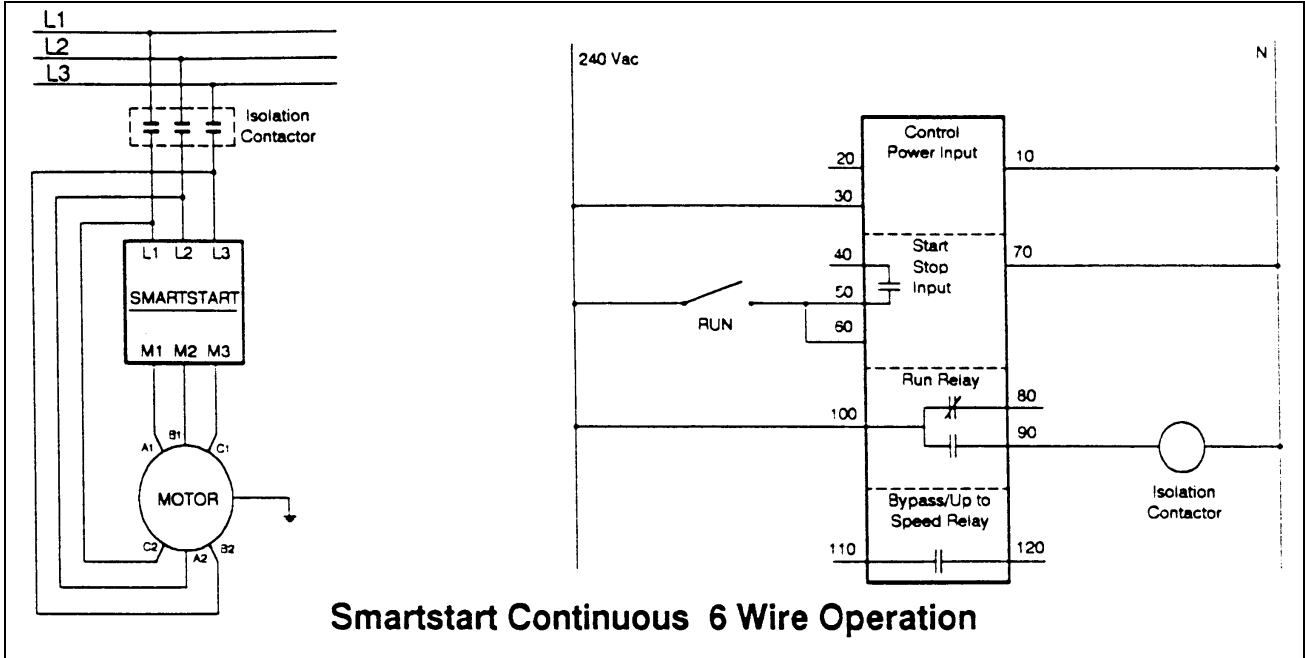 L1
L2
L3
Isolation
Contactor
L1 L2 L3
SMARTSTART
M1 M2 M3
A1 B1 C1
MOTOR
C2 A2 B2
240 Vac
N
Control
Power Input
20
10
30
Start
Stop
Input
40
70
50
RUN
60
Run Relay
80
100
90
Isolation
Contactor
Bypass/Up to
Speed Relay
110
120
Smartstart Continuous 6 Wire Operation